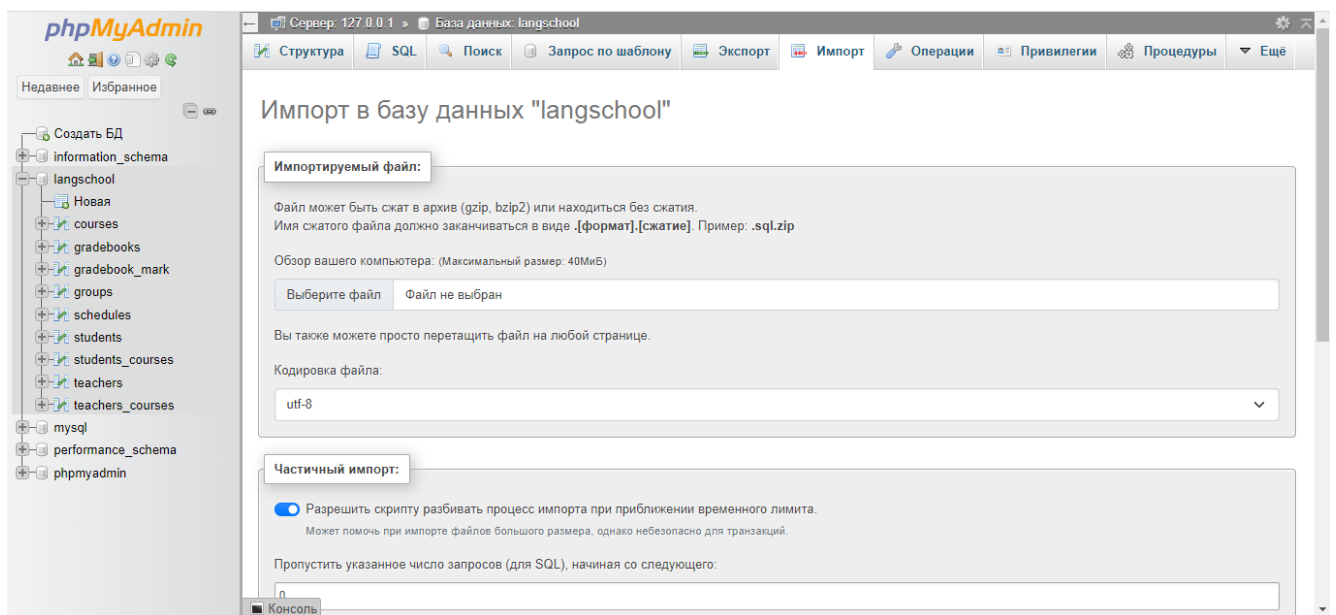 phpMyAdmin
Недавнее Избранное
Создать БД
information_schema
langschool
Новая
courses
gradebooks
gradebook_mark
groups
schedules
students
students_courses
teachers
teachers_courses
mysql
performance_schema
phpmyadmin
Сервер: 127.0.0.1 » База данных: langschool
Структура SQL Поиск Запрос по шаблону Экспорт Импорт Операции Привилегии Процедуры Ещё
Импорт в базу данных "langschool"
Импортируемый файл:
Файл может быть сжат в архив (gzip, bzip2) или находиться без сжатия.
Имя сжатого файла должно заканчиваться в виде .[формат].[сжатие]. Пример: .sql.zip
Обзор вашего компьютера: (Максимальный размер: 40МиБ)
Выберите файл Файл не выбран
Вы также можете просто перетащить файл на любой странице.
Кодировка файла:
utf-8
Частичный импорт:
Разрешить скрипту разбивать процесс импорта при приближении временного лимита.
Может помочь при импорте файлов большого размера, однако небезопасно для транзакций.
Пропустить указанное число запросов (для SQL), начиная со следующего:
0
Консоль